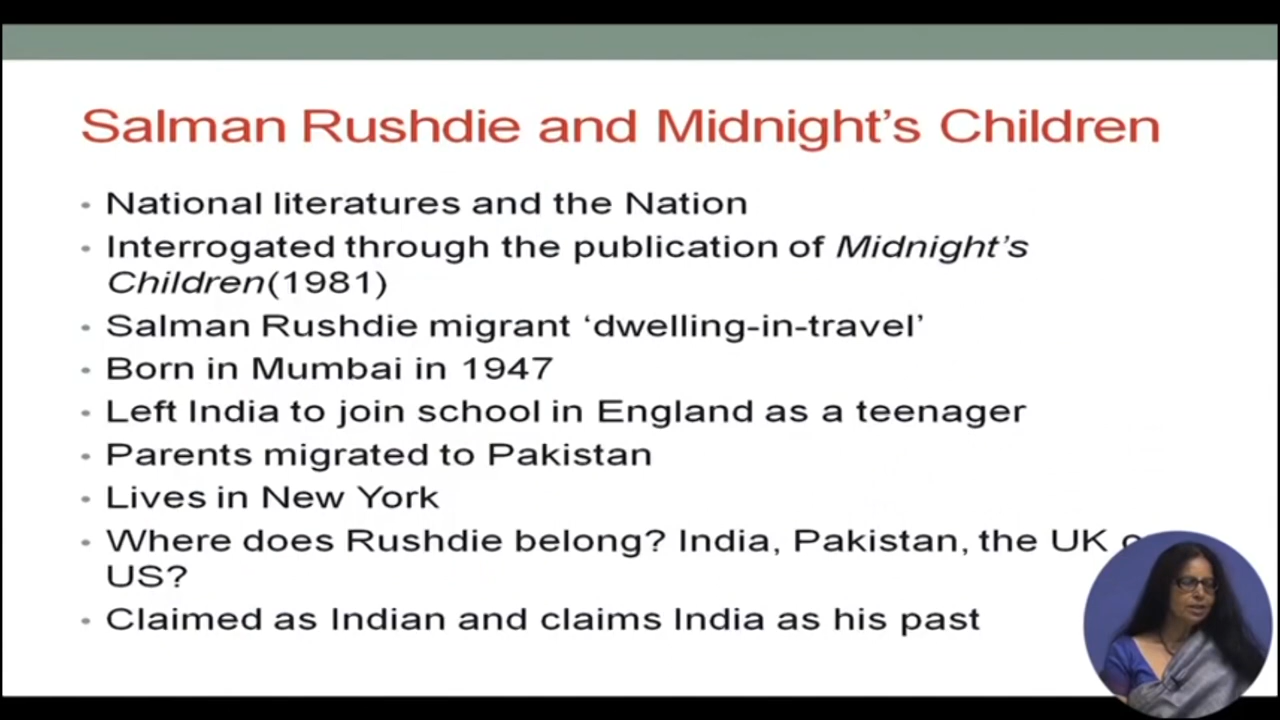 Salman Rushdie and Midnight's Children
• National literatures and the Nation
• Interrogated through the publication of Midnight's
Children(1981)
• Salman Rushdie migrant ‘dwelling-in-travel’
• Born in Mumbai in 1947
• Left India to join school in England as a teenager
• Parents migrated to Pakistan
• Lives in New York
• Where does Rushdie belong? India, Pakistan, the UK
US?
• Claimed as Indian and claims India as his past